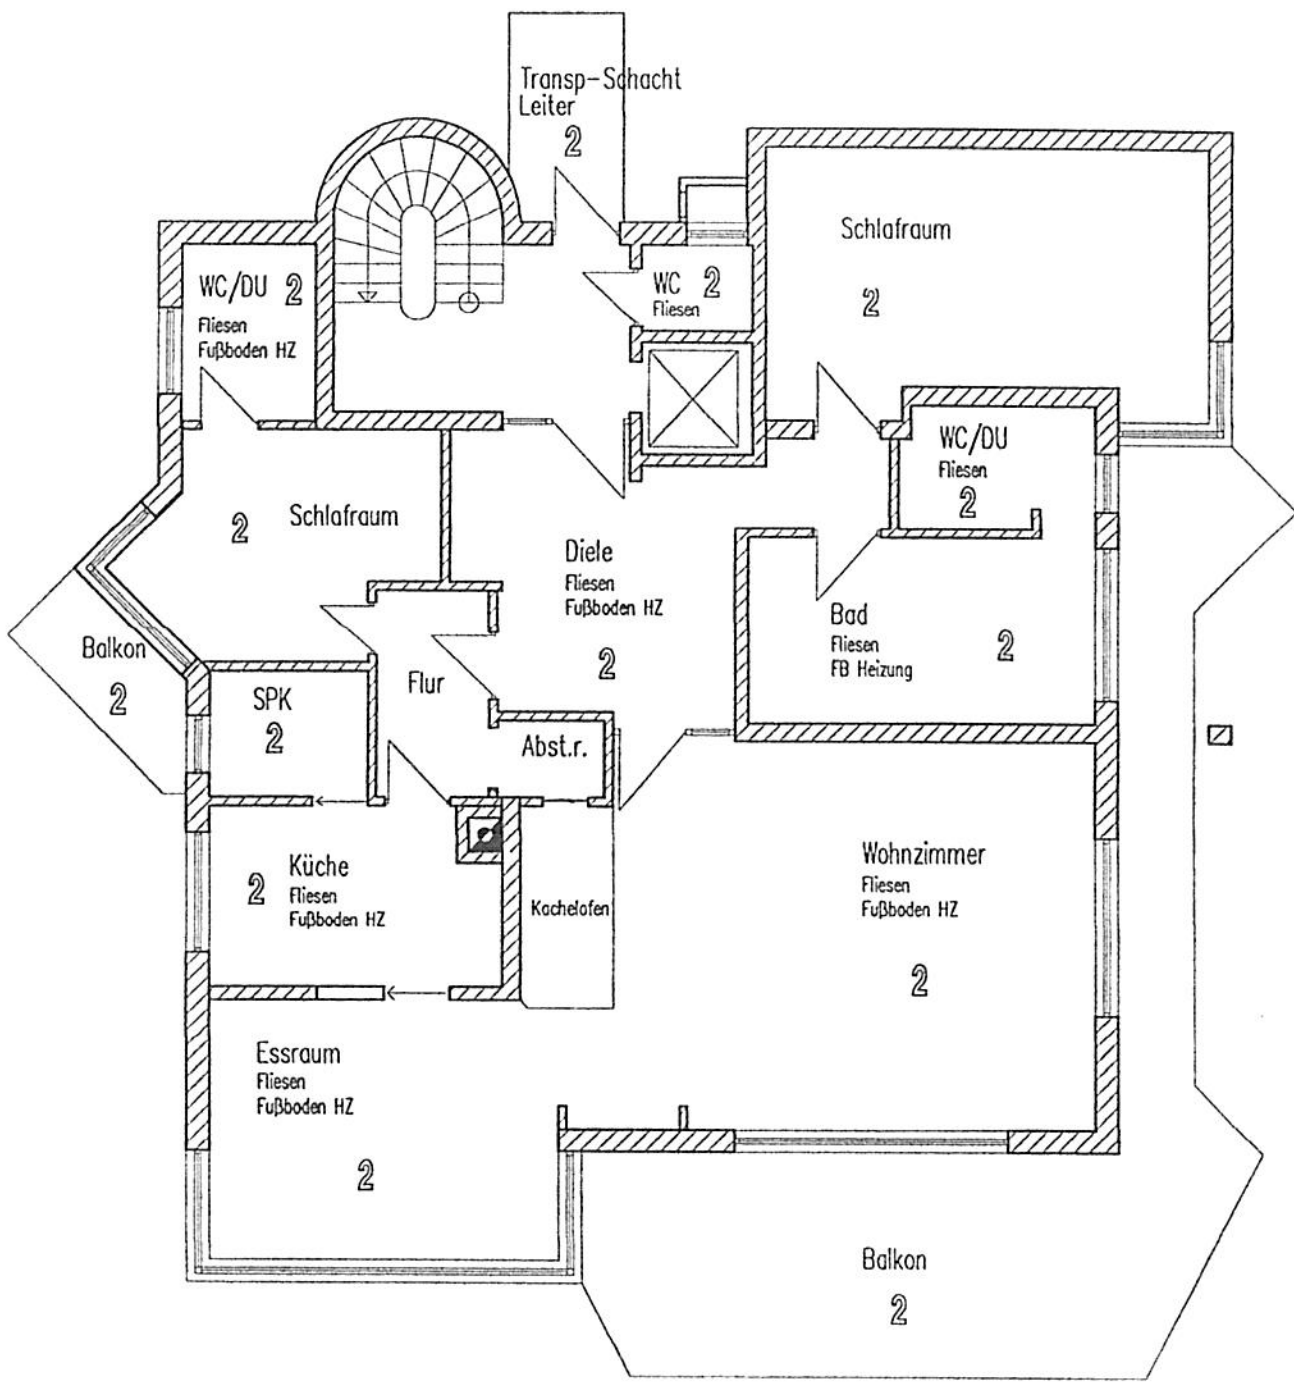 Transp-Schacht
Leiter
2
Schlafraum
2
WC/DU 2
Fliesen
Fußboden HZ
WC 2
Fliesen
WC/DU
Fliesen
2
Schlafraum
2
Diele
Fliesen
Fußboden HZ
2
Bad
Fliesen
FB Heizung
2
Balkon
2
Flur
SPK
2
Abst.r.
Küche
Fliesen
Fußboden HZ
2
Kachelofen
Wohnzimmer
Fliesen
Fußboden HZ
2
Essraum
Fliesen
Fußboden HZ
2
Balkon
2